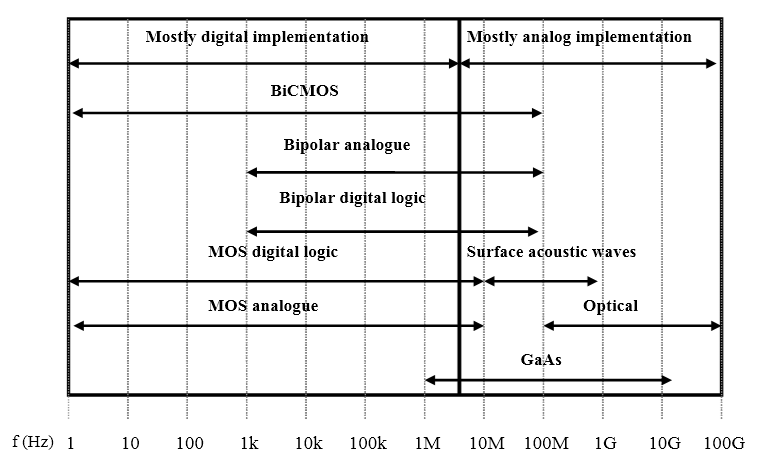 Mostly digital implementation Mostly analog implementation
BiCMOS
Bipolar analogue
Bipolar digital logic
MOS digital logic Surface acoustic waves
MOS analogue Optical
GaAs
f (Hz) 1 10 100 1k 10k 100k 1M 10M 100M 1G 10G 100G